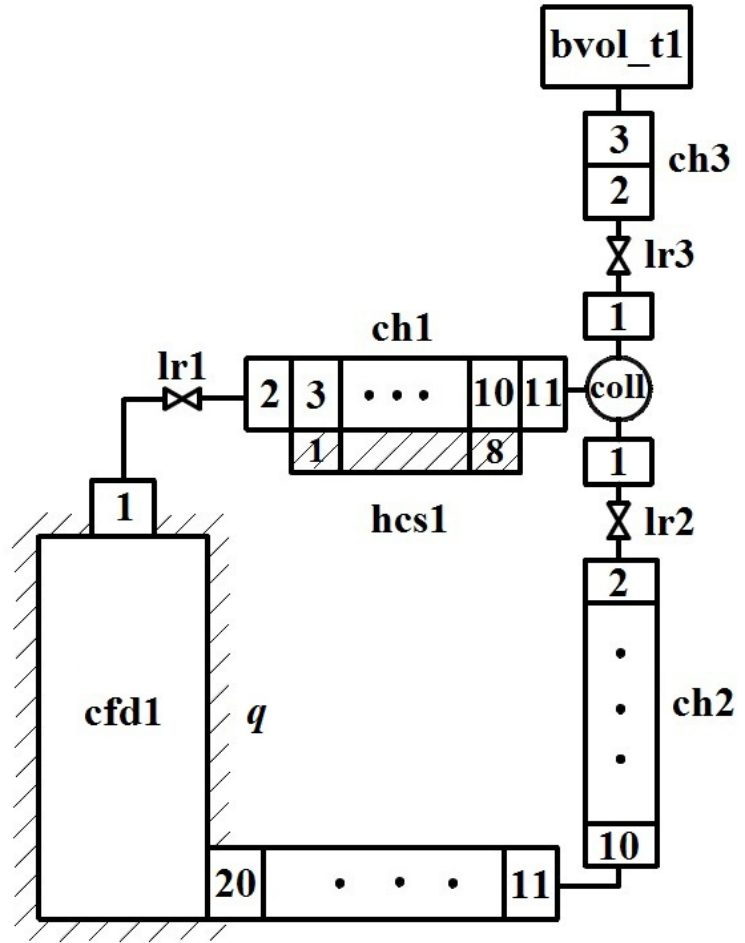 bvol_t1
3
ch3
2
lr3
1
ch1
lr1
2 3 • • • 10 11
coll
1 8
1
hcs1
lr2
1
2
cfd1
q
ch2
10
20 • • • 11